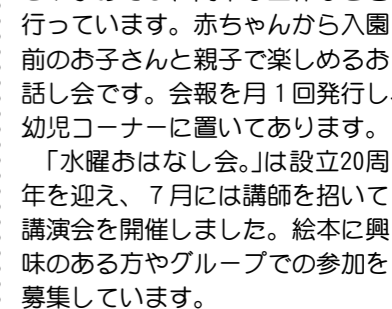 行っています。赤ちゃんから入園
前のお子さんと親子で楽しめるお
話し会です。会報を月１回発行し、
幼児コーナーに置いてあります。
「水曜おはなし会。」は設立20周
年を迎え、７月には講師を招いて
講演会を開催しました。絵本に興
味のある方やグループでの参加を
募集しています。